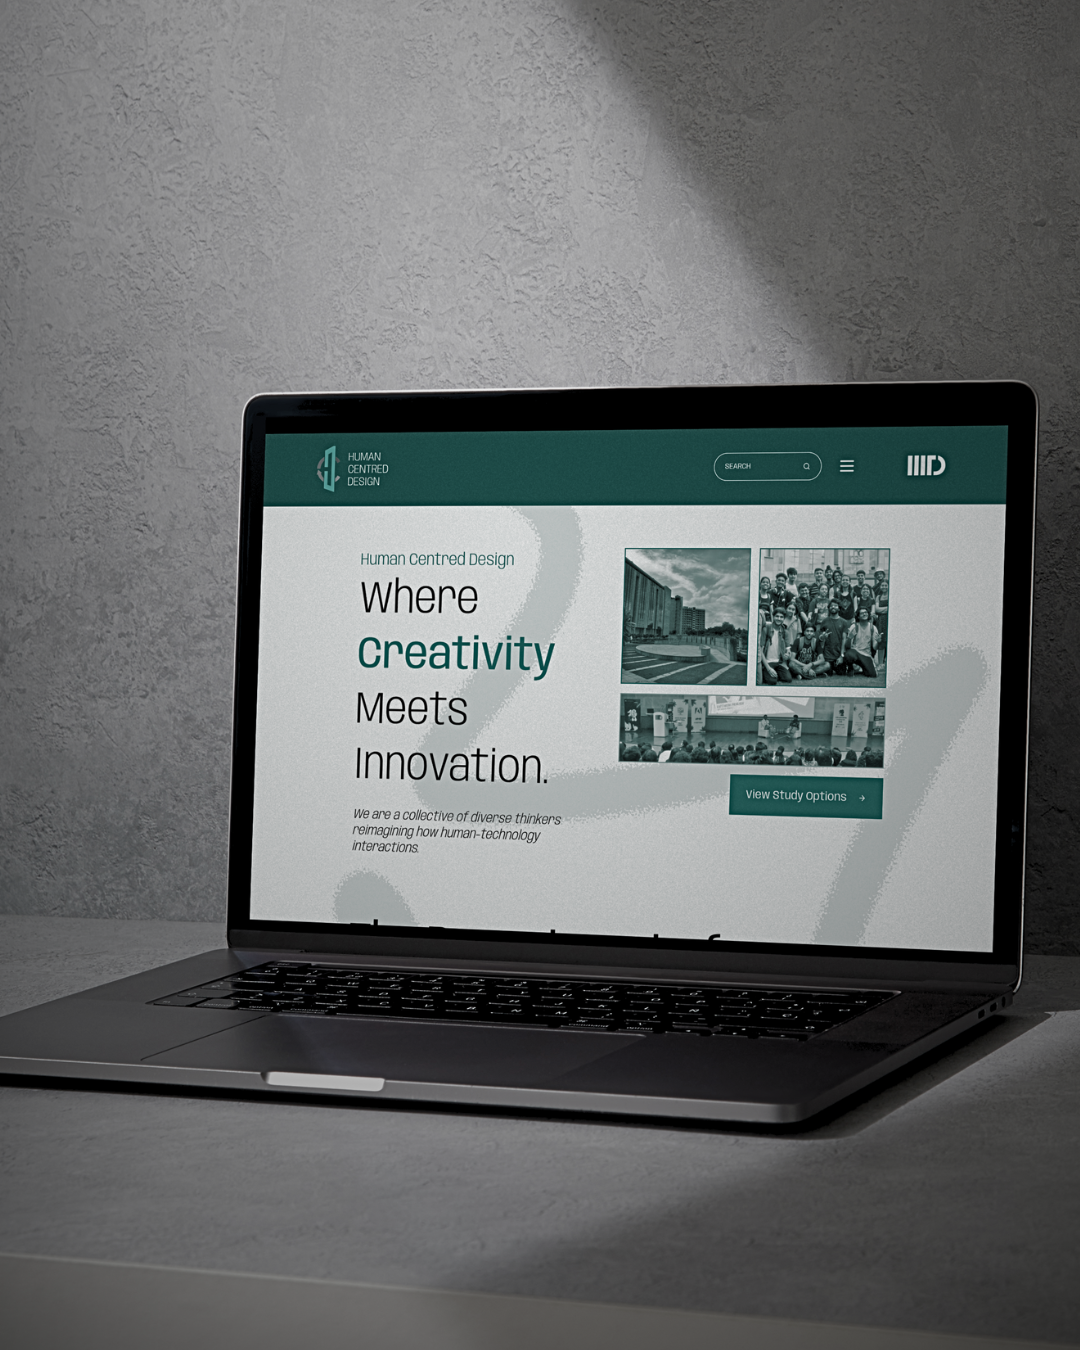 HUMAN
CENTRED
DESIGN
SEARCH
IIITD
Human Centred Design
Where
Creativity
Meets
Innovation.
We are a collective of diverse thinkers
reimagining how human-technology
interactions.
View Study Options →